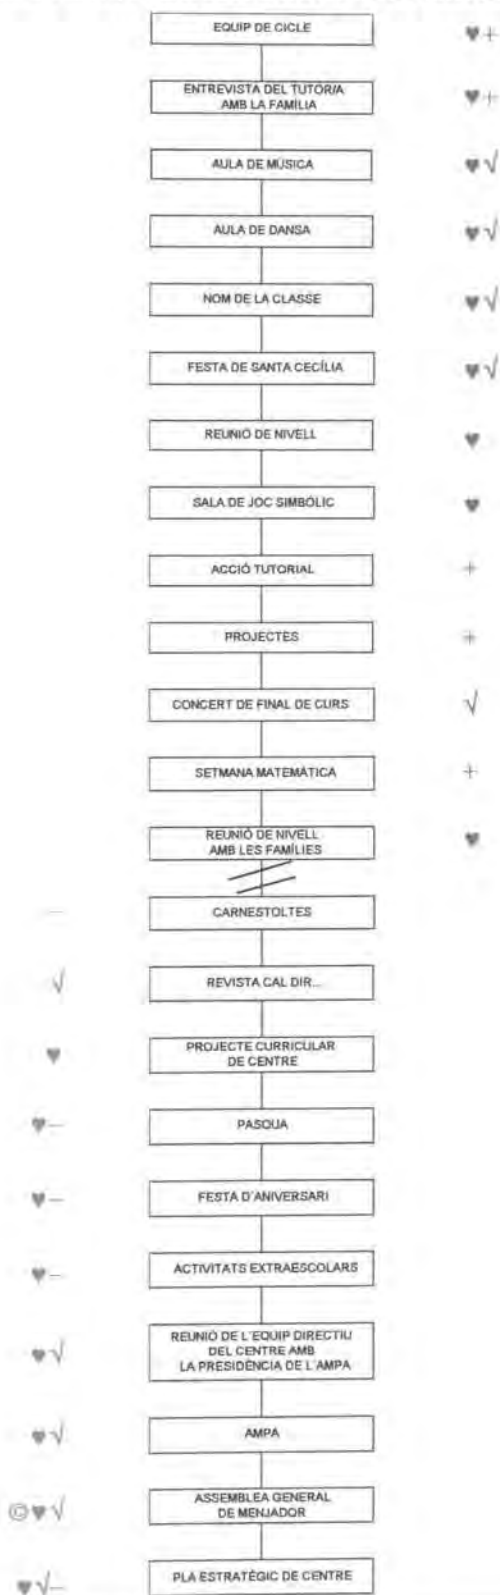 EQUIP DE CICLE ♥+
ENTREVISTA DEL TUTOR/A
AMB LA FAMÍLIA ♥+
AULA DE MÚSICA ♥√
AULA DE DANSA ♥√
NOM DE LA CLASSE ♥√
FESTA DE SANTA CECÍLIA ♥√
REUNIÓ DE NIVELL ♥
SALA DE JOC SIMBÒLIC ♥
ACCIÓ TUTORIAL +
PROJECTES +
CONCERT DE FINAL DE CURS √
SETMANA MATEMÀTICA +
REUNIÓ DE NIVELL
AMB LES FAMÍLIES ♥
– CARNESTOLTES
√ REVISTA CAL DIR...
♥ PROJECTE CURRICULAR
DE CENTRE
♥– PASQUA
♥– FESTA D'ANIVERSARI
♥– ACTIVITATS EXTRAESCOLARS
REUNIÓ DE L'EQUIP DIRECTIU
♥√ DEL CENTRE AMB
LA PRESIDÈNCIA DE L'AMPA
♥√ AMPA
©♥√ ASSEMBLEA GENERAL
DE MENJADOR
♥√– PLA ESTRATÈGIC DE CENTRE